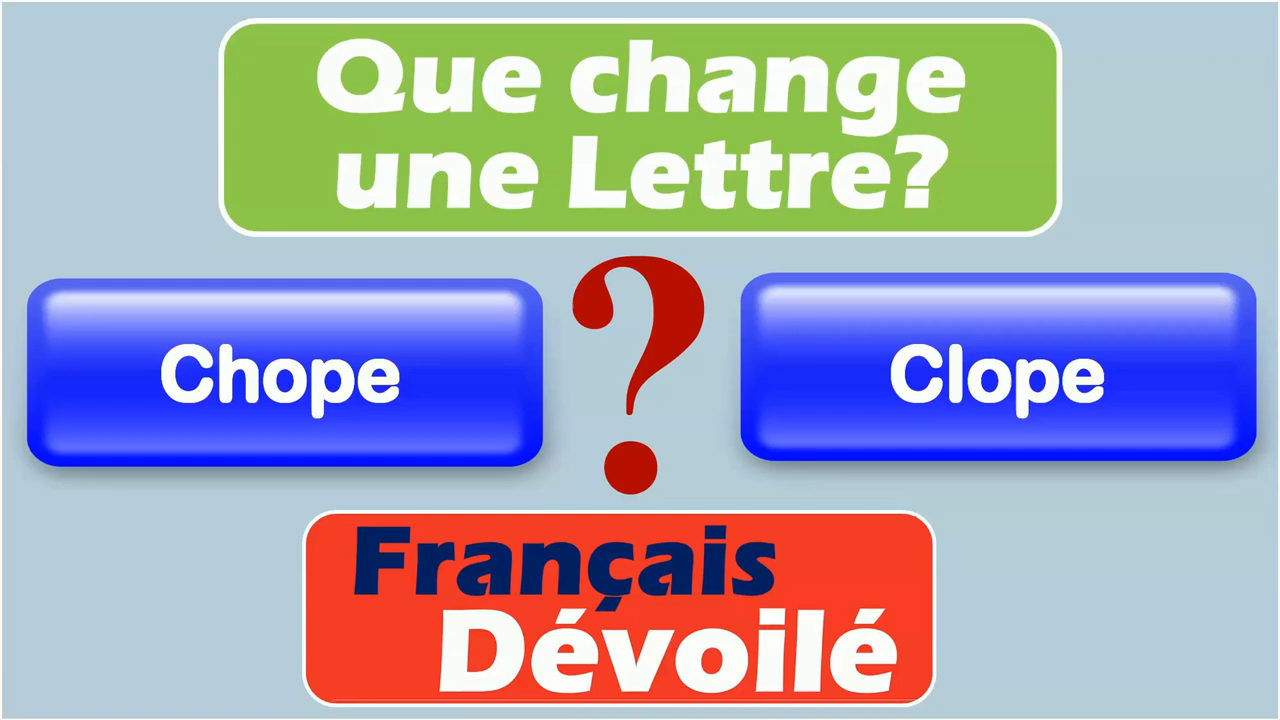 Que change
une Lettre?
Chope
?
Clope
Français
Dévoilé